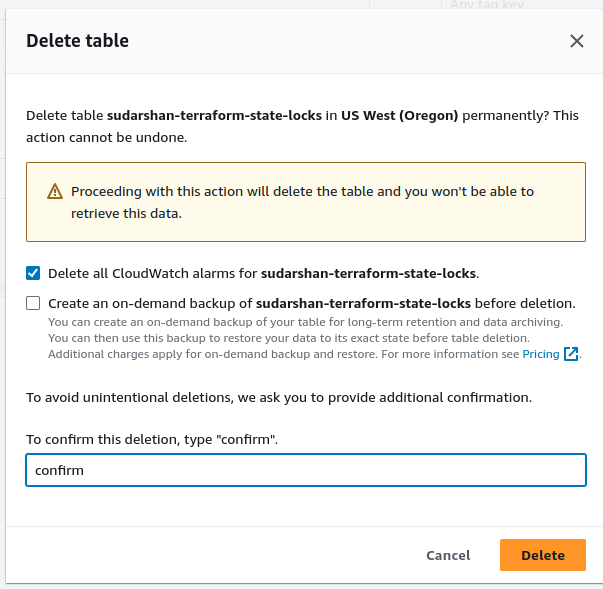 Any tag key
Delete table
Delete table sudarshan-terraform-state-locks in US West (Oregon) permanently? This
action cannot be undone.
Proceeding with this action will delete the table and you won't be able to
retrieve this data.
Delete all CloudWatch alarms for sudarshan-terraform-state-locks.
Create an on-demand backup of sudarshan-terraform-state-locks before deletion.
You can create an on-demand backup of your table for long-term retention and data archiving.
You can then use this backup to restore your data to its exact state before table deletion.
Additional charges apply for on-demand backup and restore. For more information see Pricing.
To avoid unintentional deletions, we ask you to provide additional confirmation.
To confirm this deletion, type "confirm".
confirm
Cancel Delete